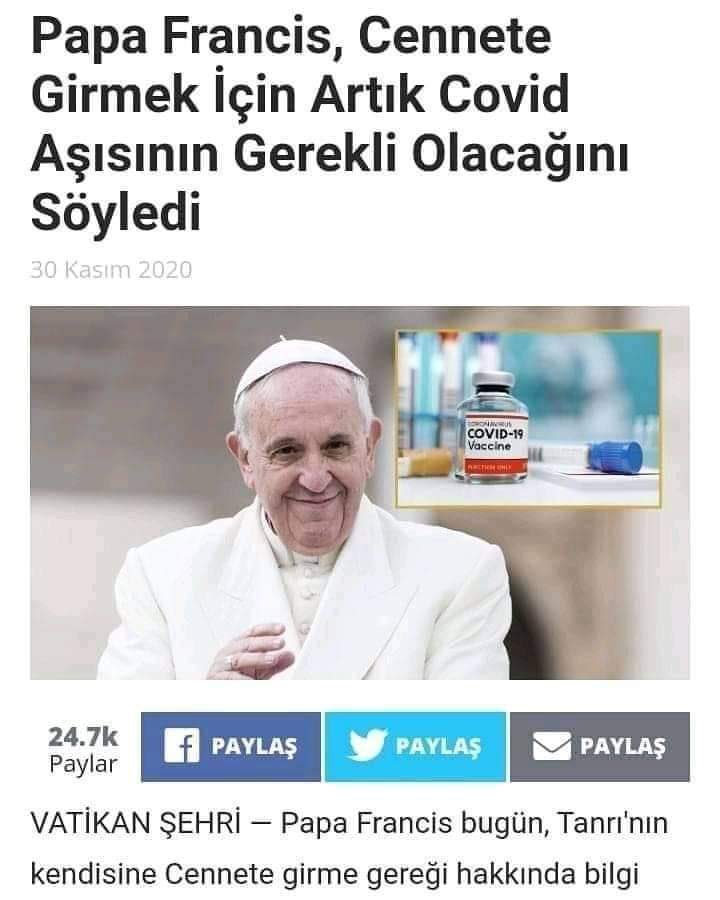 Papa Francis, Cennete
Girmek İçin Artık Covid
Aşısının Gerekli Olacağını
Söyledi
30 Kasım 2020
CORONAVIRUS
COVID-19
Vaccine
INJECTION ONLY
24.7k
Paylar
f PAYLAŞ
PAYLAŞ
PAYLAŞ
VATİKAN ŞEHRİ — Papa Francis bugün, Tanrı'nın
kendisine Cennete girme gereği hakkında bilgi